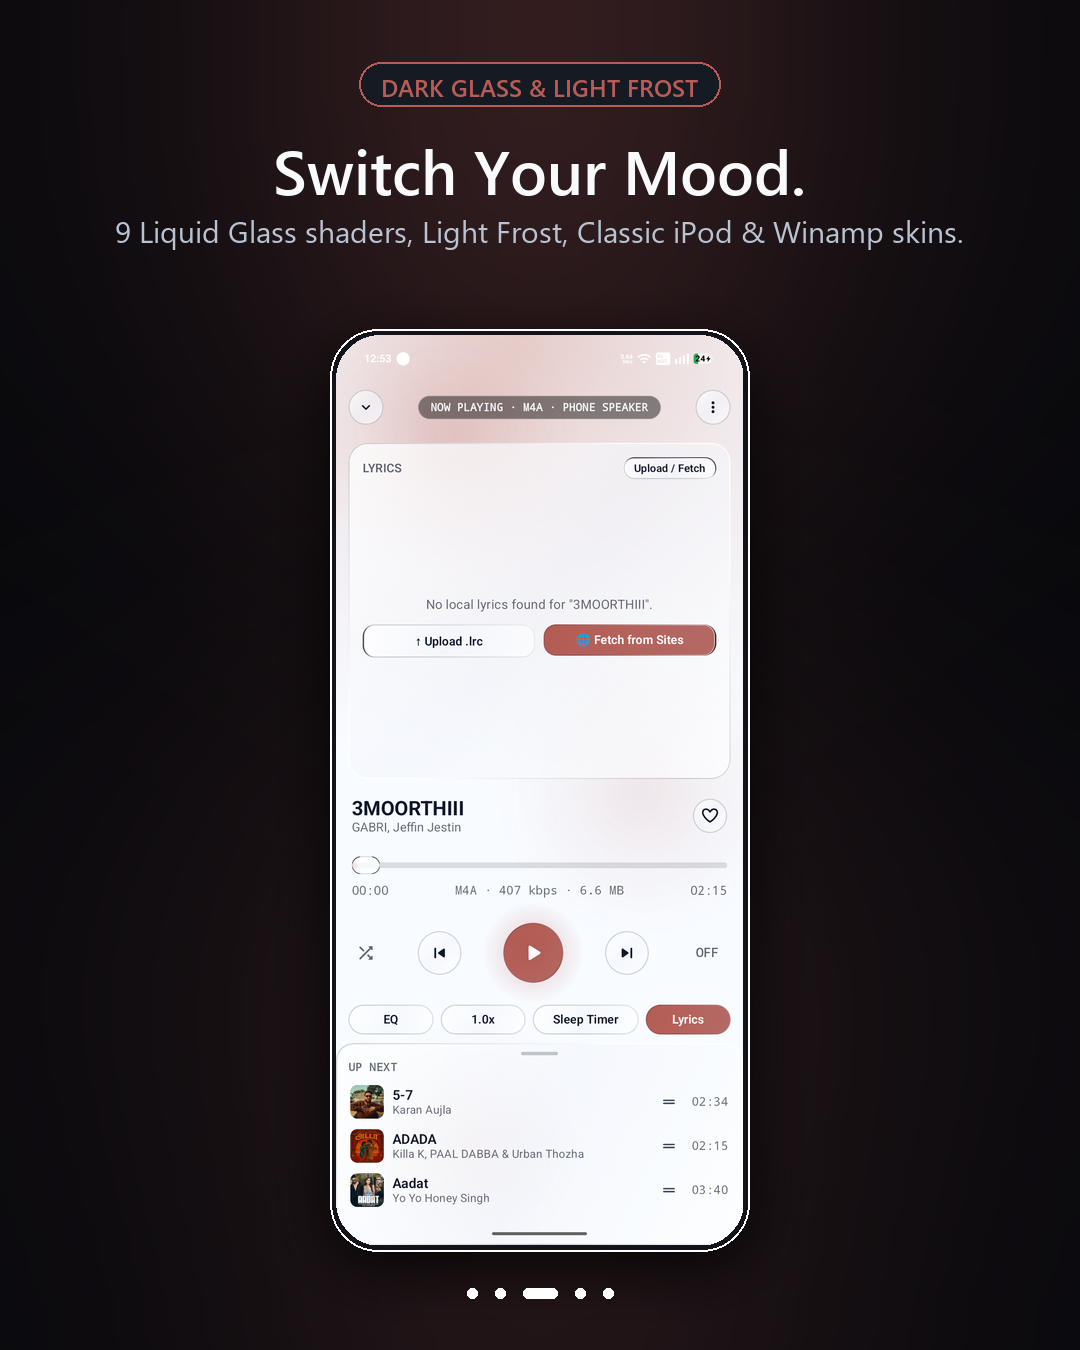 DARK GLASS & LIGHT FROST
Switch Your Mood.
9 Liquid Glass shaders, Light Frost, Classic iPod & Winamp skins.
12:53
24
NOW PLAYING · M4A · PHONE SPEAKER
LYRICS
Upload / Fetch
No local lyrics found for "3MOORTHIII".
↑ Upload .lrc
Fetch from Sites
3MOORTHIII
GABRI, Jeffin Jestin
00:00 M4A · 407 kbps · 6.6 MB 02:15
OFF
EQ 1.0x Sleep Timer Lyrics
UP NEXT
5-7
Karan Aujla
02:34
ADADA
Killa K, PAAL DABBA & Urban Thozha
02:15
Aadat
Yo Yo Honey Singh
03:40
AADAT